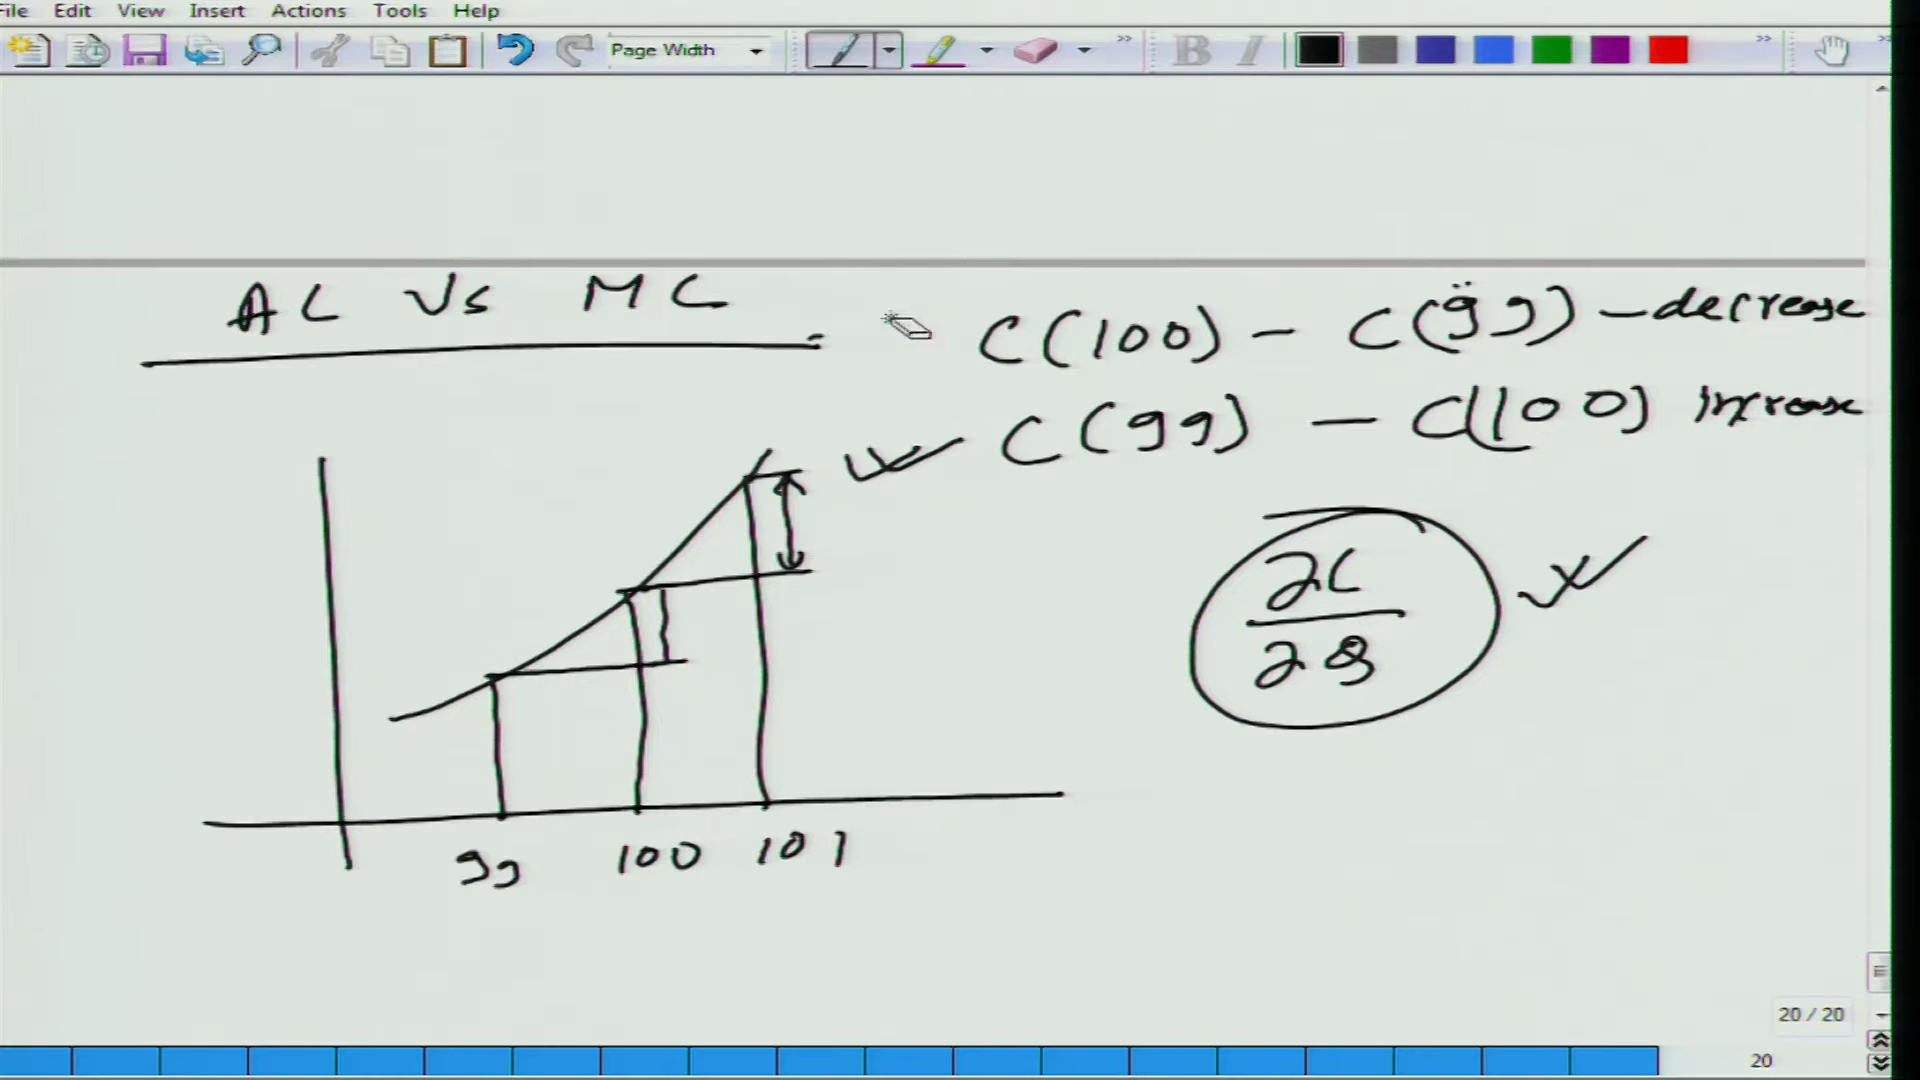 File Edit View Insert Actions Tools Help
Page Width
B I
AC Vs MC
C(100) - C(99) - decrease
C(99) - C(100) increase
∂C
∂Q
99 100 101
20 / 20
20